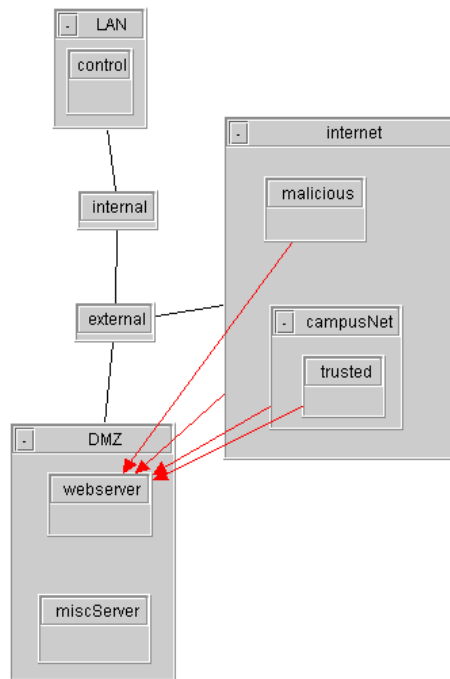 - LAN
control
- internet
malicious
internal
external
- campusNet
trusted
- DMZ
webserver
miscServer